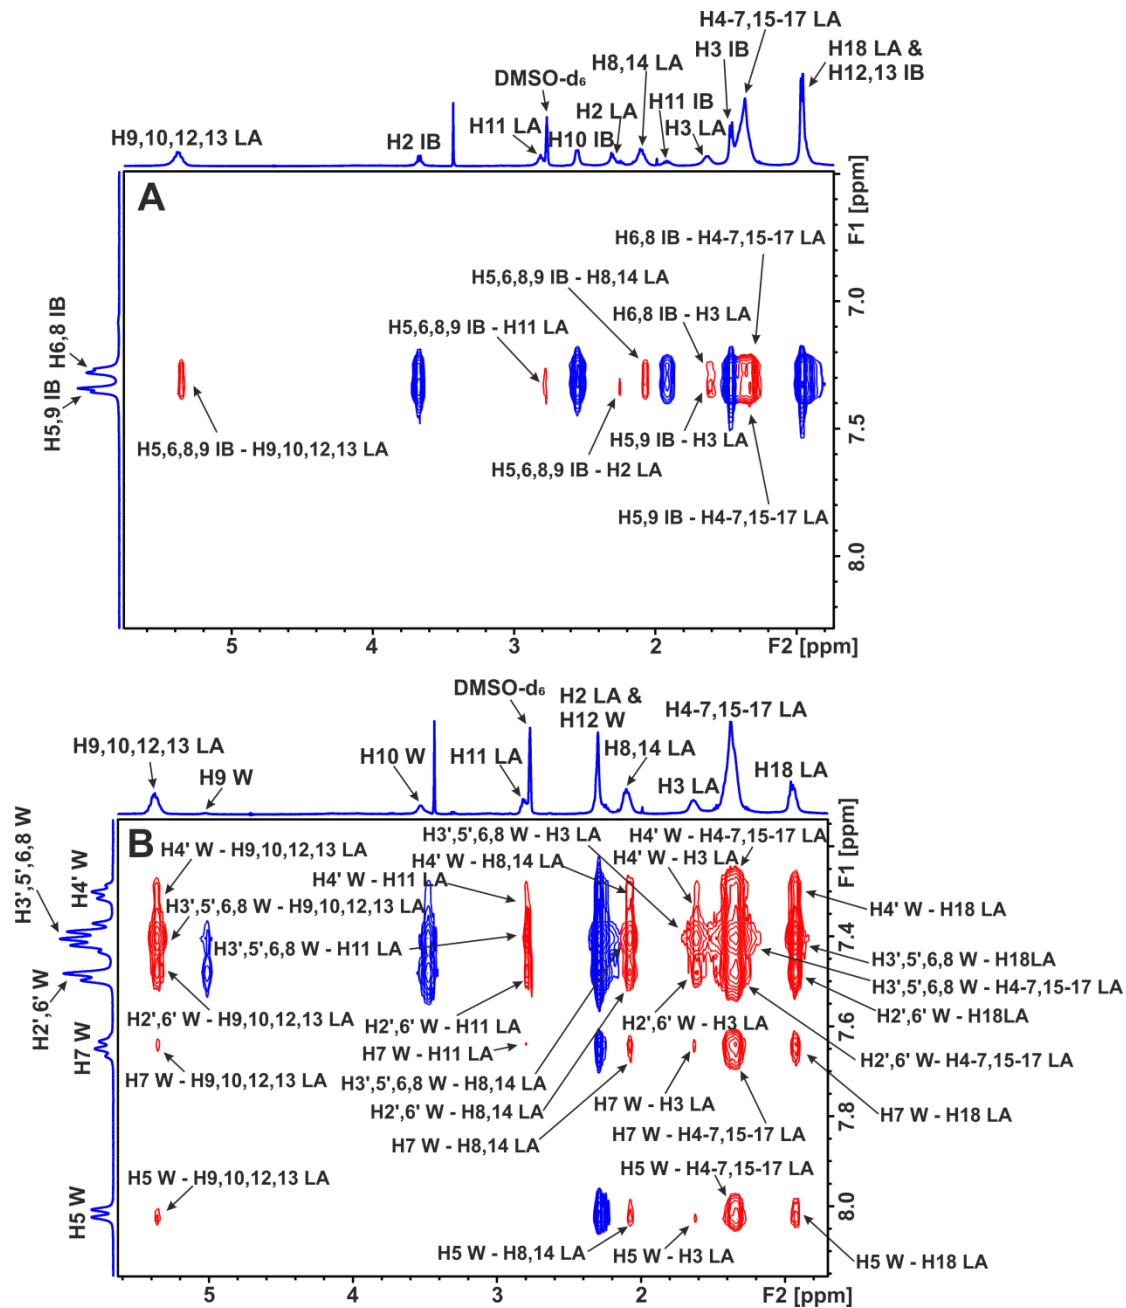 H4-7,15-17 LA
H3 IB
H18 LA &
H12,13 IB
H8,14 LA
DMSO-d₆
H2 LA
H11 IB
H11 LA
H10 IB
H3 LA
H9,10,12,13 LA
H2 IB
A
F1 [ppm]
H6,8 IB
H5,9 IB
H6,8 IB - H4-7,15-17 LA
H5,6,8,9 IB - H8,14 LA
H6,8 IB - H3 LA
H5,6,8,9 IB - H11 LA
7.0
H5,9 IB - H3 LA
H5,6,8,9 IB - H9,10,12,13 LA
H5,6,8,9 IB - H2 LA
7.5
H5,9 IB - H4-7,15-17 LA
8.0
5 4 3 2 F2 [ppm]
DMSO-d₆
H2 LA &
H12 W
H4-7,15-17 LA
H9,10,12,13 LA
H9 W
H10 W
H11 LA
H8,14 LA
H3 LA
H18 LA
B
F1 [ppm]
H3',5',6,8 W
H4' W
H2',6' W
H7 W
H5 W
H3',5',6,8 W - H3 LA
H4' W - H4-7,15-17 LA
H4' W - H9,10,12,13 LA
H4' W - H8,14 LA
H4' W - H3 LA
H4' W - H11 LA
H3',5',6,8 W - H9,10,12,13 LA
H4' W - H18 LA
H3',5',6,8 W - H11 LA
7.4
H3',5',6,8 W - H18LA
H3',5',6,8 W - H4-7,15-17 LA
H2',6' W - H18LA
H2',6' W - H9,10,12,13 LA
H2',6' W - H11 LA
H2',6' W - H3 LA
7.6
H7 W - H11 LA
H2',6' W- H4-7,15-17 LA
H7 W - H9,10,12,13 LA
H3',5',6,8 W - H8,14 LA
H7 W - H3 LA
H2',6' W - H8,14 LA
H7 W - H18 LA
7.8
H7 W - H4-7,15-17 LA
H7 W - H8,14 LA
H5 W - H9,10,12,13 LA
H5 W - H4-7,15-17 LA
8.0
H5 W - H8,14 LA
H5 W - H3 LA
H5 W - H18 LA
5 4 3 2 F2 [ppm]